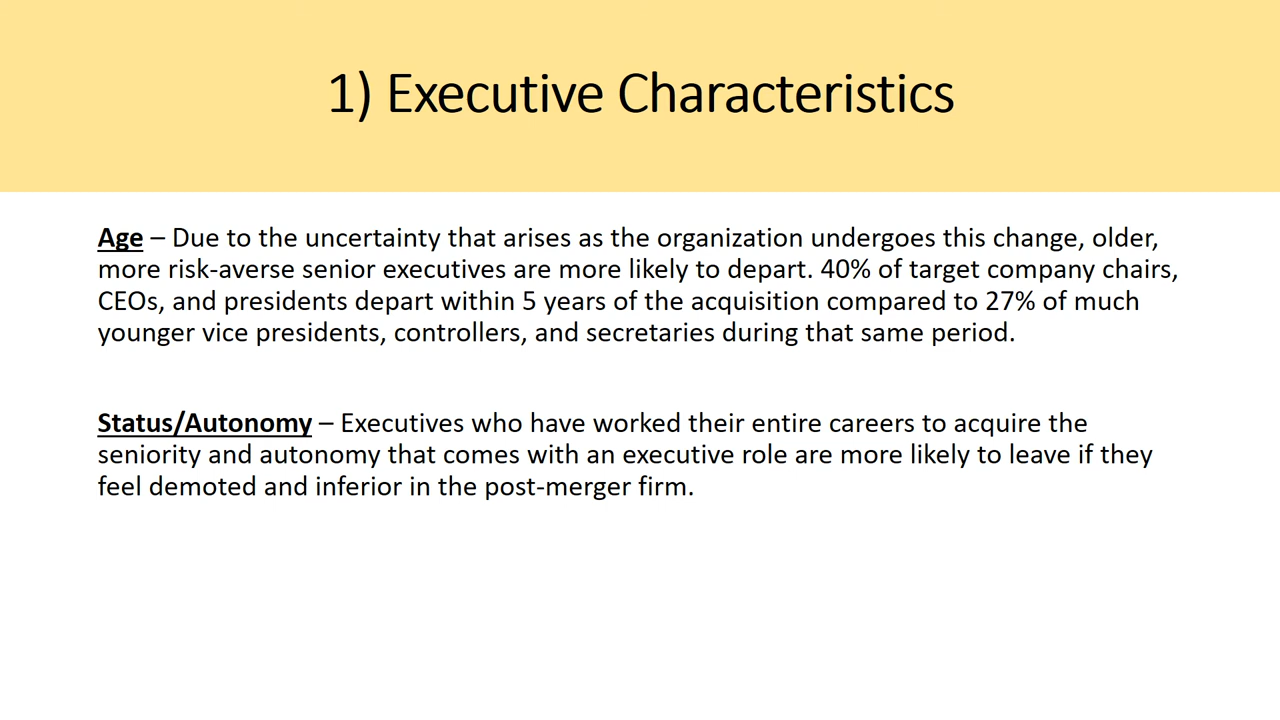 1) Executive Characteristics
Age – Due to the uncertainty that arises as the organization undergoes this change, older,
more risk-averse senior executives are more likely to depart. 40% of target company chairs,
CEOs, and presidents depart within 5 years of the acquisition compared to 27% of much
younger vice presidents, controllers, and secretaries during that same period.
Status/Autonomy – Executives who have worked their entire careers to acquire the
seniority and autonomy that comes with an executive role are more likely to leave if they
feel demoted and inferior in the post-merger firm.